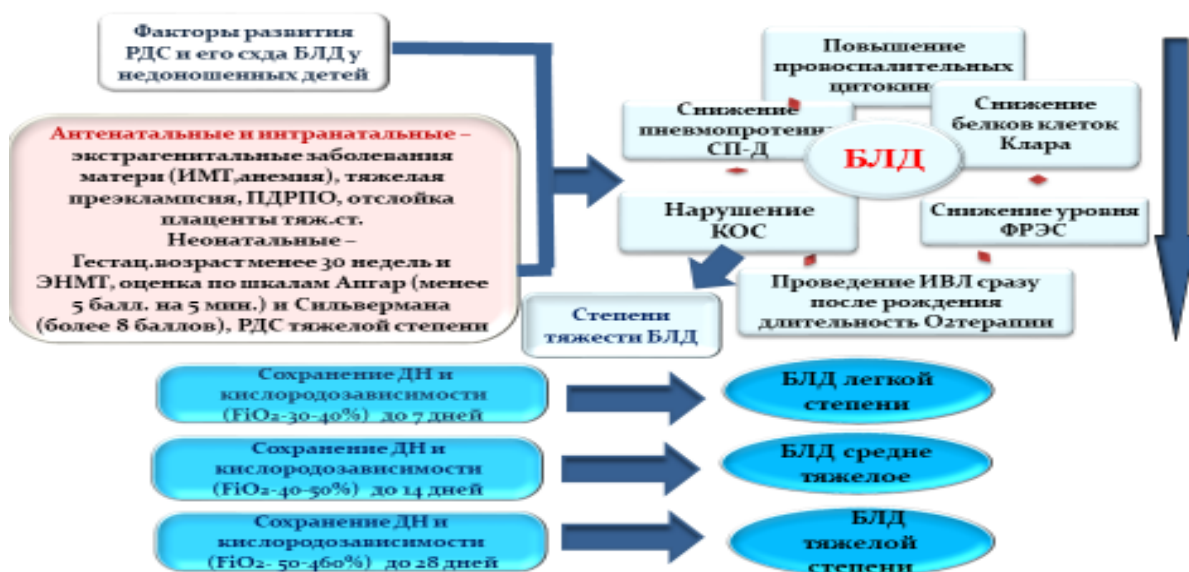 Факторы развития
РДС и его схда БЛД у
недоношенных детей
Антенатальные и интранатальные –
экстрагенитальные заболевания
матери (ИМТ,анемия), тяжелая
преэклампсия, ПДРПО, отслойка
плаценты тяж.ст.
Неонатальные –
Гестац.возраст менее 30 недель и
ЭНМТ, оценка по шкалам Апгар (менее
5 балл. на 5 мин.) и Сильвермана
(более 8 баллов), РДС тяжелой степени
Повышение
провоспалительных
цитокин
Снижение
пневмопротеин
СП-Д
БЛД
Снижение
белков клеток
Клара
Нарушение
КОС
Снижение уровня
ФРЭС
Проведение ИВЛ сразу
после рождения
длительность О2терапии
Степени
тяжести БЛД
Сохранение ДН и
кислородозависимости
(FiO2-30-40%) до 7 дней
БЛД легкой
степени
Сохранение ДН и
кислородозависимости
(FiO2-40-50%) до 14 дней
БЛД средне
тяжелое
Сохранение ДН и
кислородозависимости
(FiO2- 50-460%) до 28 дней
БЛД
тяжелой
степени